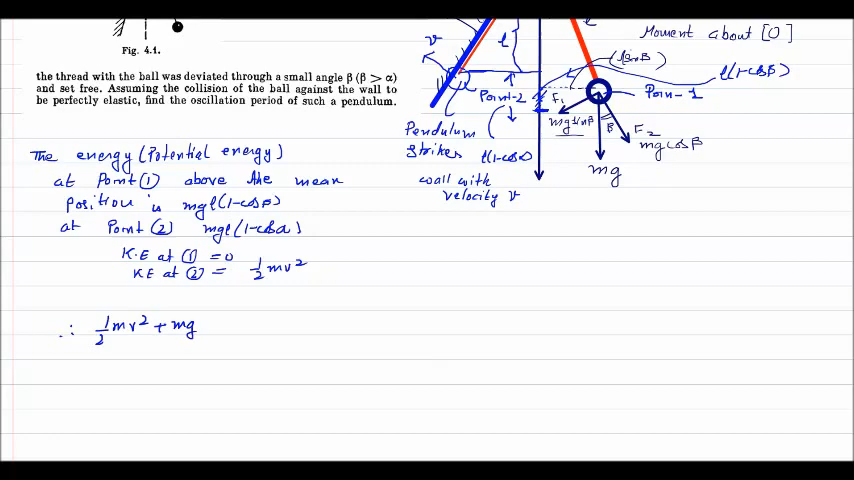 Fig. 4.1.
the thread with the ball was deviated through a small angle β (β > α)
and set free. Assuming the collision of the ball against the wall to
be perfectly elastic, find the oscillation period of such a pendulum.
The energy (Potential energy)
at Point ① above the mean
position is mgl(1-cosβ)
at Point ② mgl(1-cosα)
K.E at ① = 0
KE at ② = 1/2 mv²
∴ 1/2 mv² + mg
v
l
l
Moment about [O]
(lsinβ)
l(1-cosβ)
Point-2
F₁
Poin-1
mgsinβ
β
F₂
mgcosβ
mg
Pendulum
Strikes
l(1-cosα)
wall with
velocity v